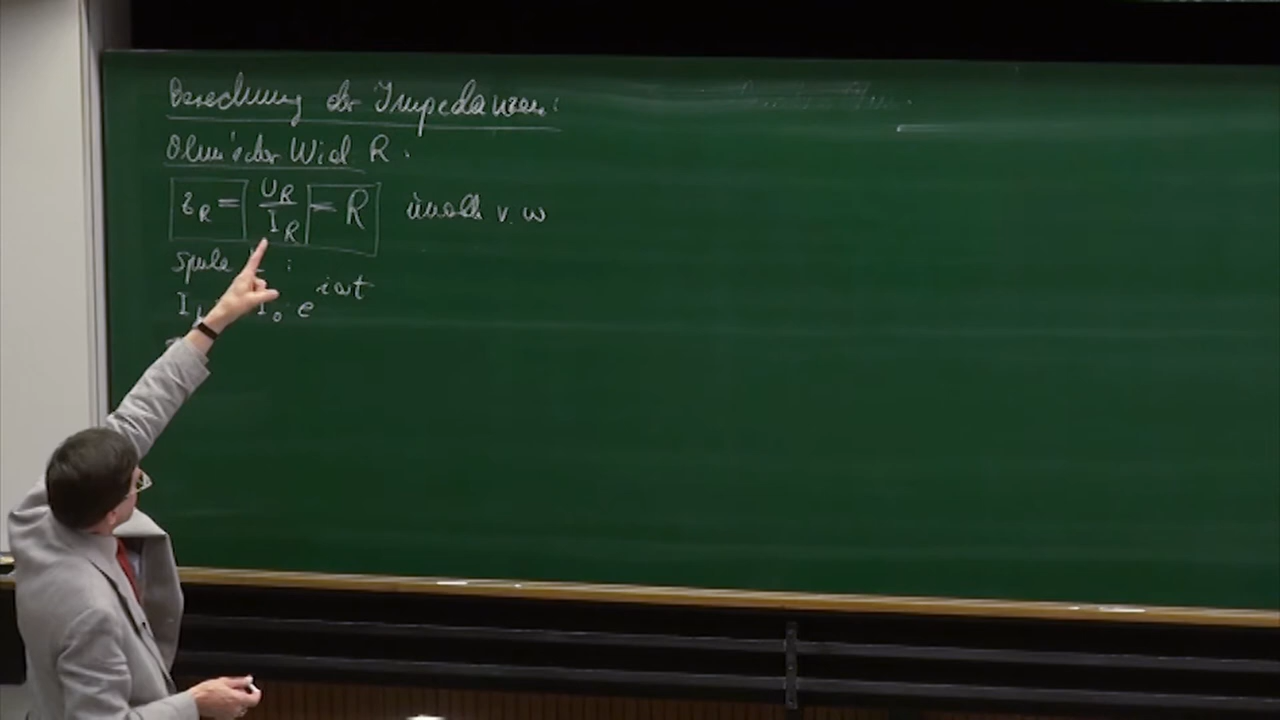 Berechnung der Impedanzen:
Ohm'scher Wid R:
Z_R = U_R / I_R = R unabh v. ω
Spule L :
I_L = I_0 e^{iωt}